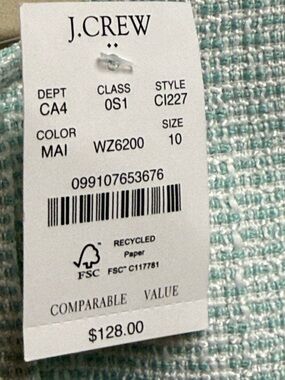 J.CREW
DEPT CLASS STYLE
CA4 0S1 CI227
COLOR SIZE
MAI WZ6200 10
099107653676
RECYCLED
Paper
FSC FSC® C117781
COMPARABLE VALUE
$128.00